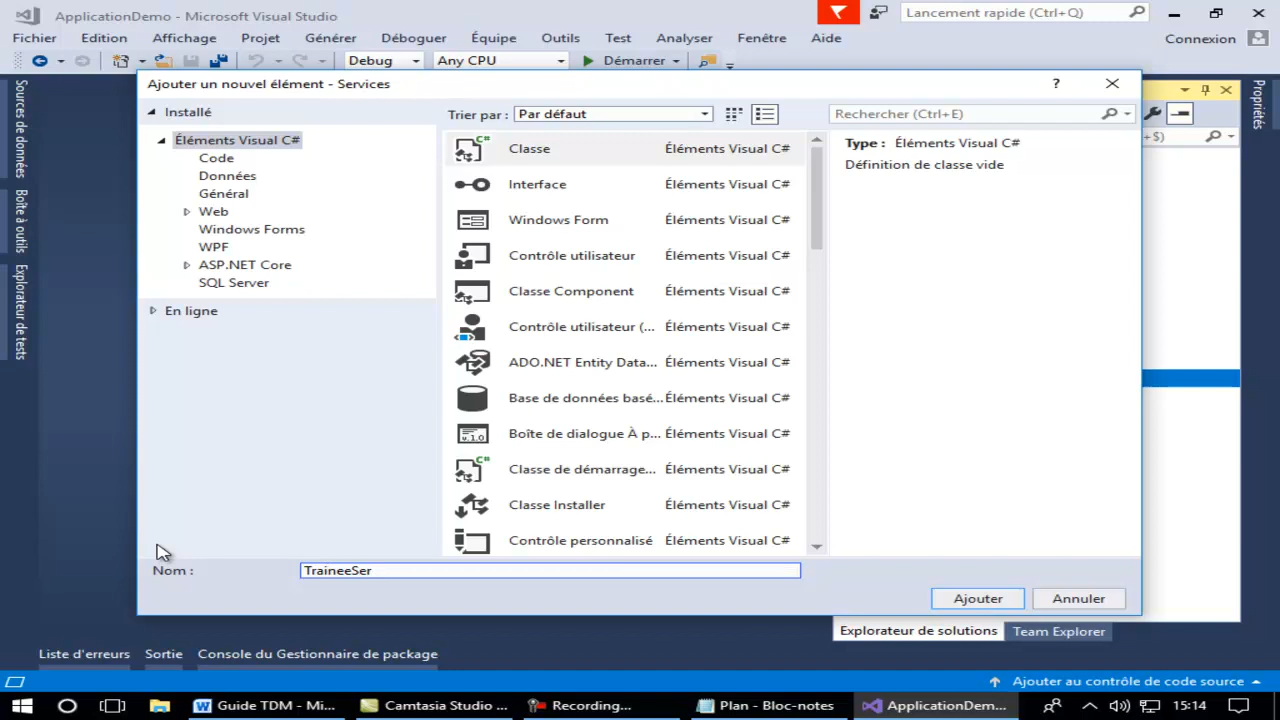 ApplicationDemo - Microsoft Visual Studio
Lancement rapide (Ctrl+Q)
Fichier Edition Affichage Projet Générer Déboguer Équipe Outils Test Analyser Fenêtre Aide Connexion
Debug Any CPU Démarrer
Ajouter un nouvel élément - Services ?
Installé
Éléments Visual C#
Code
Données
Général
Web
Windows Forms
WPF
ASP.NET Core
SQL Server
En ligne
Trier par : Par défaut
Classe Éléments Visual C#
Interface Éléments Visual C#
Windows Form Éléments Visual C#
Contrôle utilisateur Éléments Visual C#
Classe Component Éléments Visual C#
Contrôle utilisateur (... Éléments Visual C#
ADO.NET Entity Data... Éléments Visual C#
Base de données basé... Éléments Visual C#
Boîte de dialogue À p... Éléments Visual C#
Classe de démarrage... Éléments Visual C#
Classe Installer Éléments Visual C#
Contrôle personnalisé Éléments Visual C#
Rechercher (Ctrl+E)
Type : Éléments Visual C#
Définition de classe vide
Nom : TraineeSer
Ajouter Annuler
Sources de données
Boîte à outils
Explorateur de tests
Propriétés
+$)
Explorateur de solutions Team Explorer
Liste d'erreurs Sortie Console du Gestionnaire de package
Ajouter au contrôle de code source
Guide TDM - Mi... Camtasia Studio ... Recording... Plan - Bloc-notes ApplicationDem... 15:14